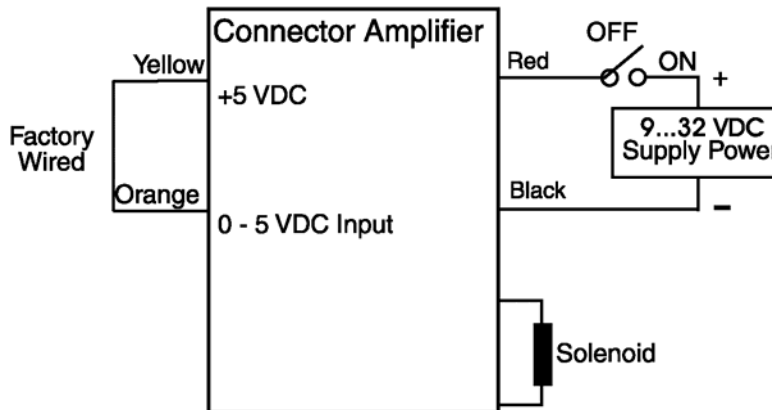 Connector Amplifier
OFF
Yellow
Red
ON
+
+5 VDC
9...32 VDC
Supply Power
Factory
Wired
Orange
Black
0 - 5 VDC Input
-
Solenoid